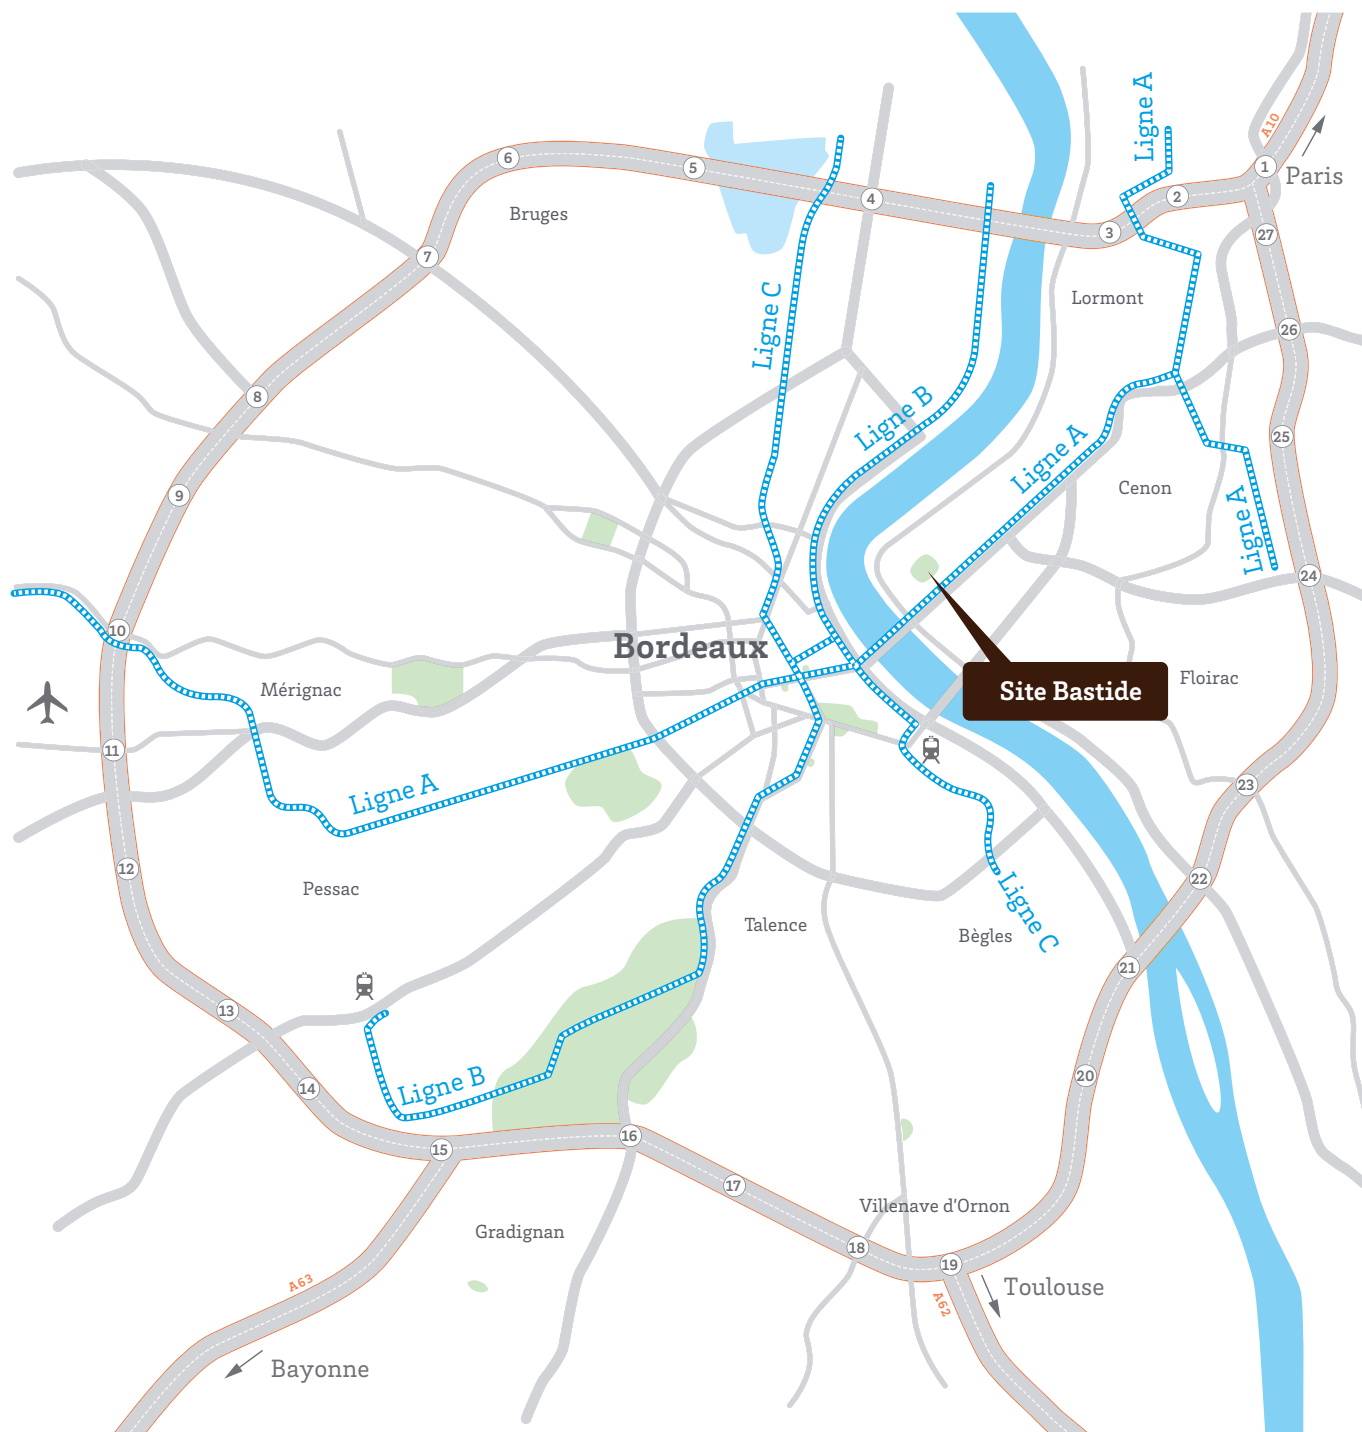 Ligne A
A10
Paris
1
2
3
4
5
6
7
8
9
10
11
12
13
14
15
16
17
18
19
20
21
22
23
24
25
26
27
Bruges
Lormont
Ligne C
Ligne B
Ligne A
Cenon
Ligne A
Bordeaux
Site Bastide
Floirac
Mérignac
Ligne A
Pessac
Talence
Bègles
Ligne C
Ligne B
Villenave d'Ornon
Gradignan
A63
A62
Toulouse
Bayonne